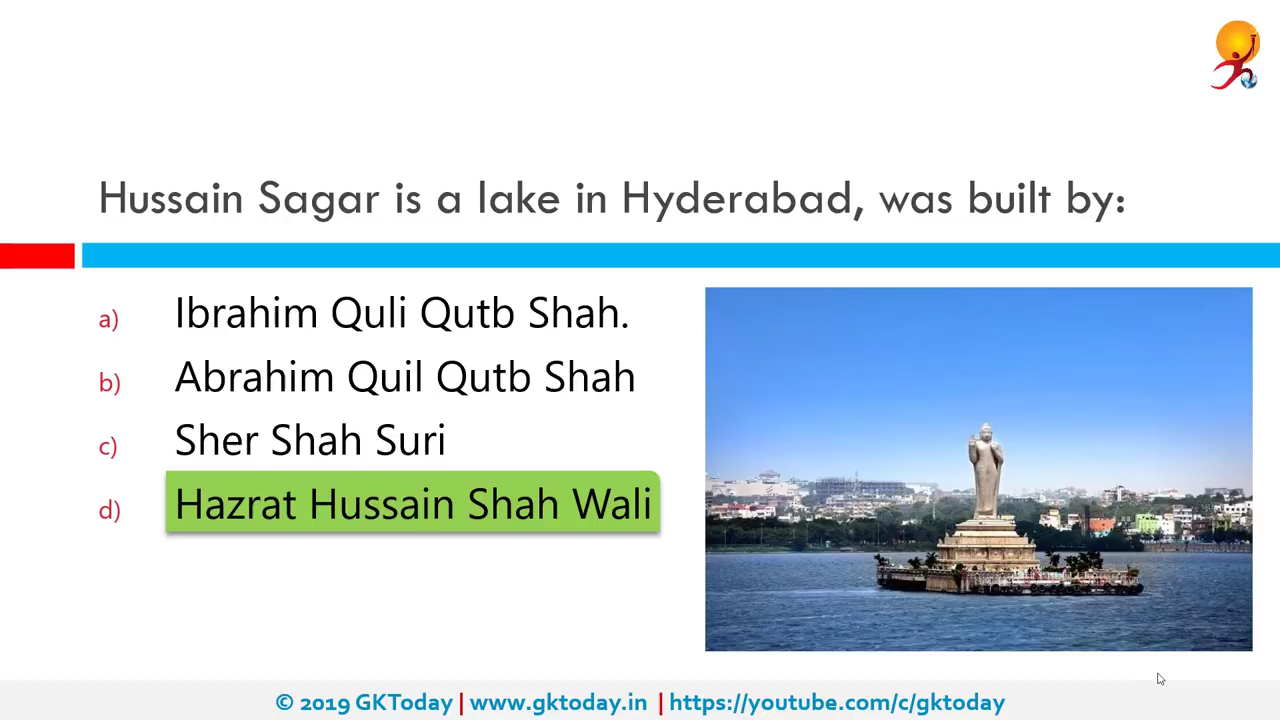 Hussain Sagar is a lake in Hyderabad, was built by:
a) Ibrahim Quli Qutb Shah.
b) Abrahim Quil Qutb Shah
c) Sher Shah Suri
d) Hazrat Hussain Shah Wali
© 2019 GKToday | www.gktoday.in | https://youtube.com/c/gktoday